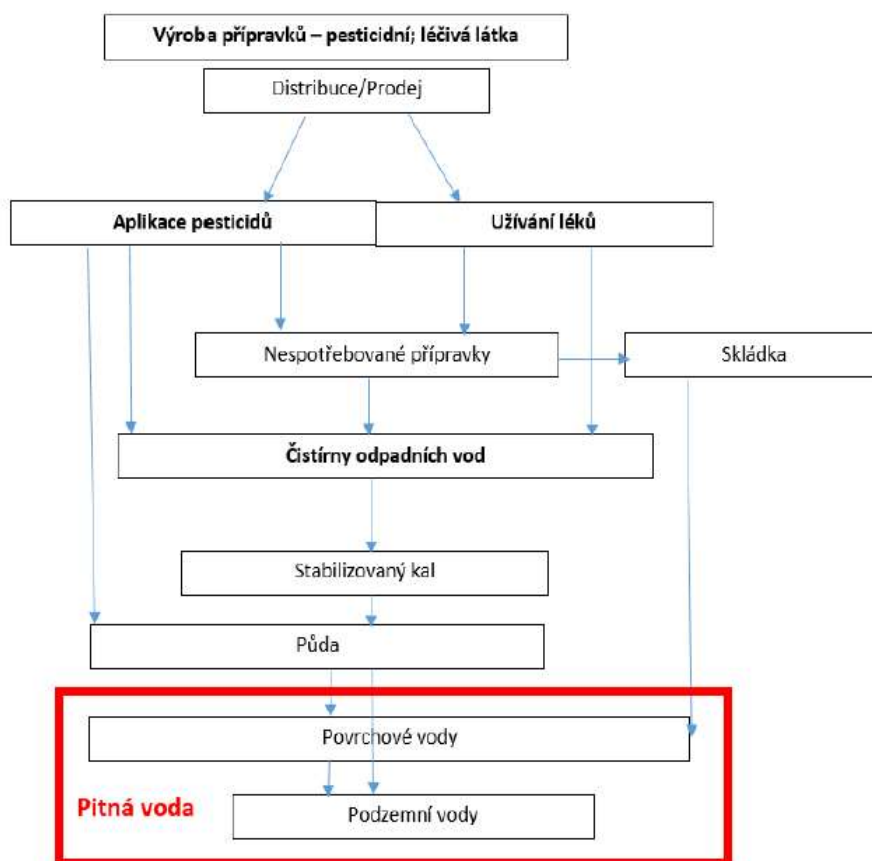 Výroba přípravků – pesticidní; léčivá látka
Distribuce/Prodej
Aplikace pesticidů
Užívání léků
Nespotřebované přípravky
Skládka
Čistírny odpadních vod
Stabilizovaný kal
Půda
Povrchové vody
Pitná voda
Podzemní vody